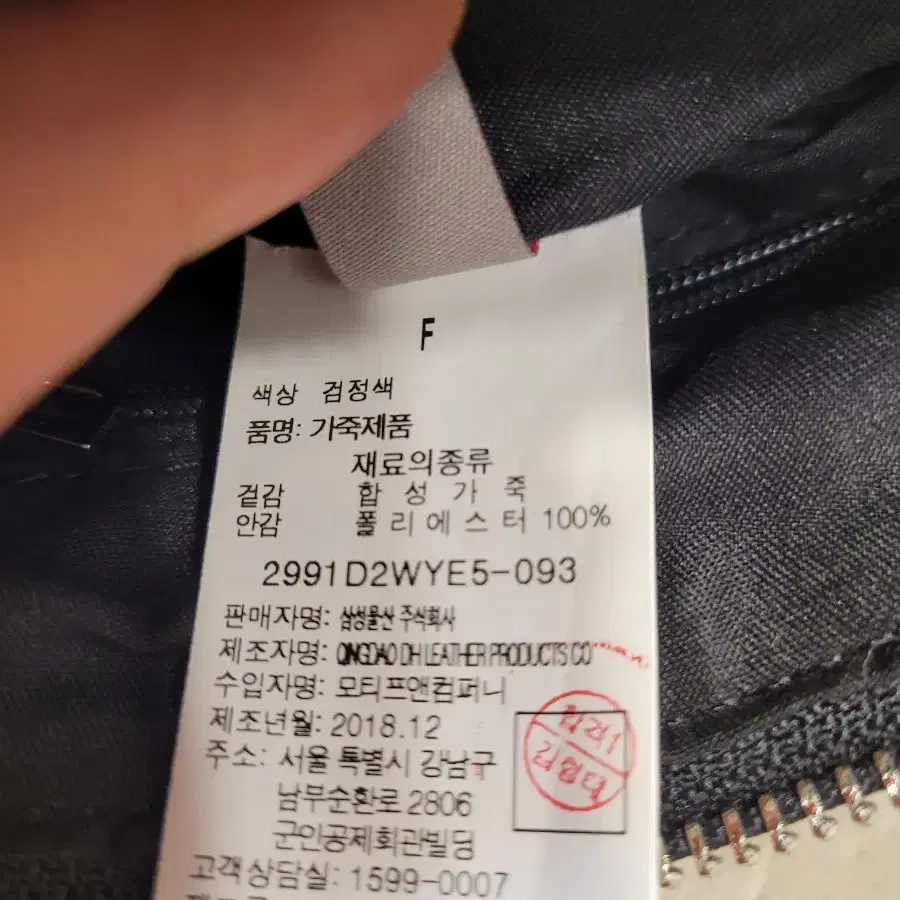 F
색상 검정색
품명: 가죽제품
재료의종류
겉감 합성가죽
안감 폴리에스터 100%
2991D2WYE5-093
판매자명: 삼성물산 주식회사
제조자명: QINGDAO DH LEATHER PRODUCTS CO
수입자명: 모티프앤컴퍼니
제조년월: 2018.12
주소: 서울 특별시 강남구
남부순환로 2806
군인공제회관빌딩
고객상담실: 1599-0007